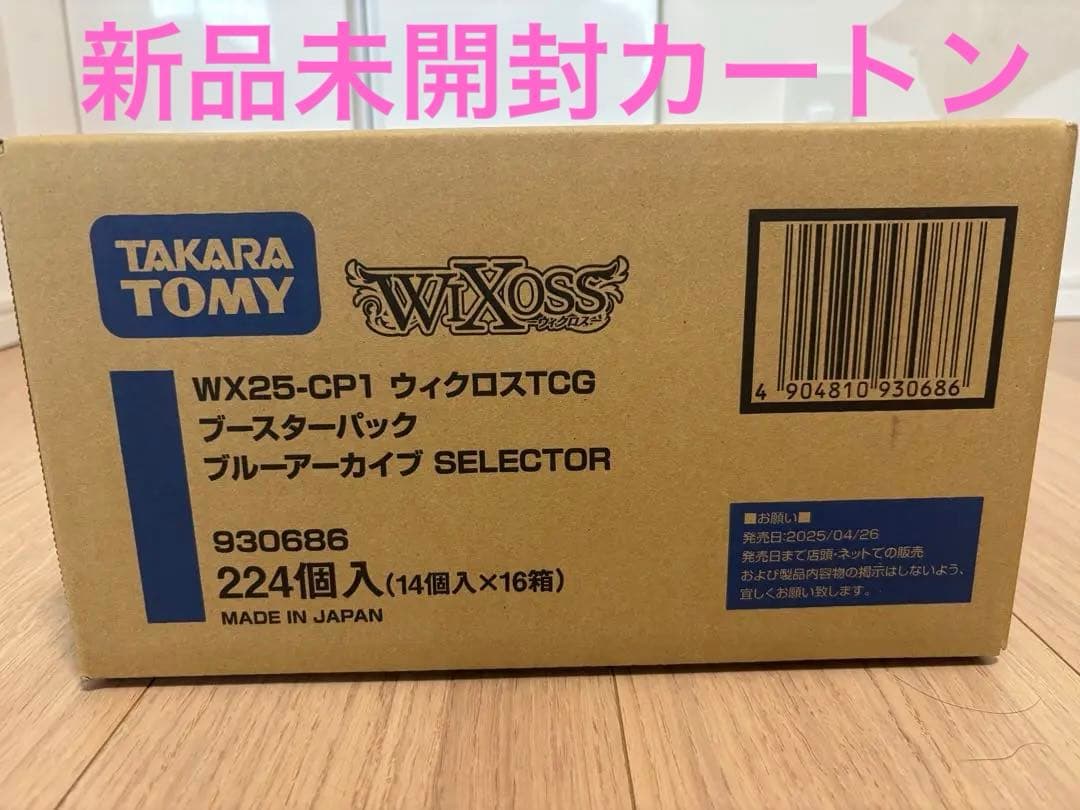 新品未開封カートン
TAKARA
TOMY
WIXOSS
ーウィクロスー
WX25-CP1 ウィクロスTCG
ブースターパック
ブルーアーカイブ SELECTOR
930686
224個入(14個入×16箱)
MADE IN JAPAN
4 904810 930686
■お願い■
発売日:2025/04/26
発売日まで店頭・ネットでの販売
および製品内容物の掲示はしないよう、
宜しくお願い致します。